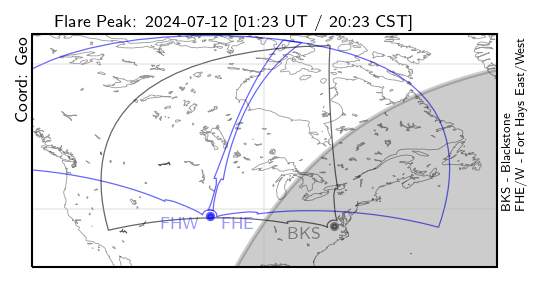 Flare Peak: 2024-07-12 [01:23 UT / 20:23 CST]
Coord: Geo
FHW
FHE
BKS
BKS - Blackstone
FHE/W - Fort Hays East/West